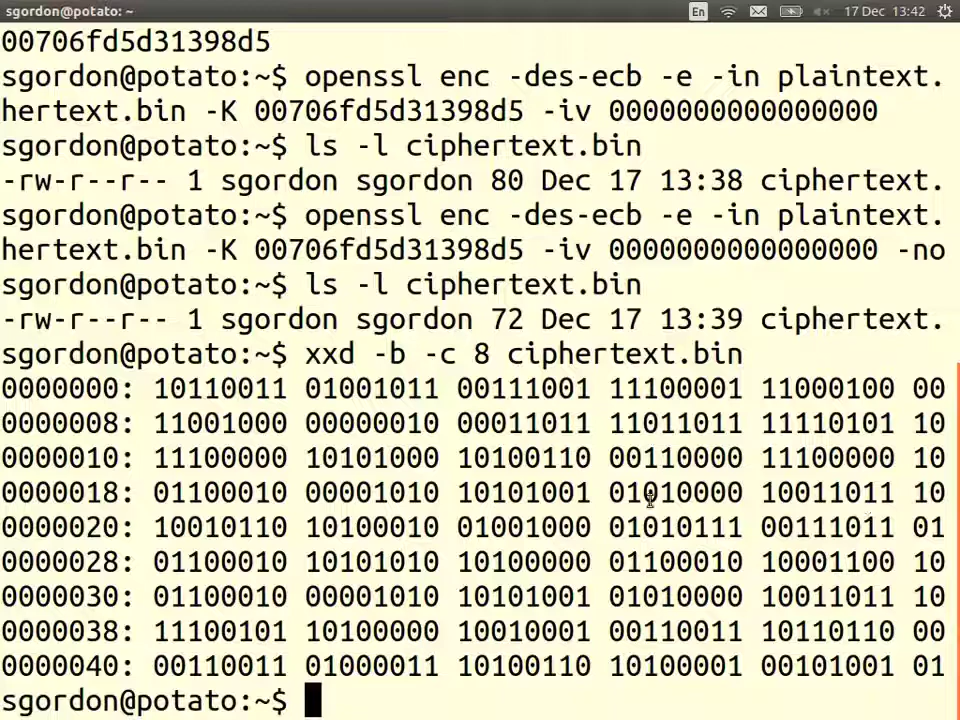 sgordon@potato: ~ En 17 Dec 13:42
00706fd5d31398d5
sgordon@potato:~$ openssl enc -des-ecb -e -in plaintext.
hertext.bin -K 00706fd5d31398d5 -iv 0000000000000000
sgordon@potato:~$ ls -l ciphertext.bin
-rw-r--r-- 1 sgordon sgordon 80 Dec 17 13:38 ciphertext.
sgordon@potato:~$ openssl enc -des-ecb -e -in plaintext.
hertext.bin -K 00706fd5d31398d5 -iv 0000000000000000 -no
sgordon@potato:~$ ls -l ciphertext.bin
-rw-r--r-- 1 sgordon sgordon 72 Dec 17 13:39 ciphertext.
sgordon@potato:~$ xxd -b -c 8 ciphertext.bin
0000000: 10110011 01001011 00111001 11100001 11000100 00
0000008: 11001000 00000010 00011011 11011011 11110101 10
0000010: 11100000 10101000 10100110 00110000 11100000 10
0000018: 01100010 00001010 10101001 01010000 10011011 10
0000020: 10010110 10100010 01001000 01010111 00111011 01
0000028: 01100010 10101010 10100000 01100010 10001100 10
0000030: 01100010 00001010 10101001 01010000 10011011 10
0000038: 11100101 10100000 10010001 00110011 10110110 00
0000040: 00110011 01000011 10100110 10100001 00101001 01
sgordon@potato:~$